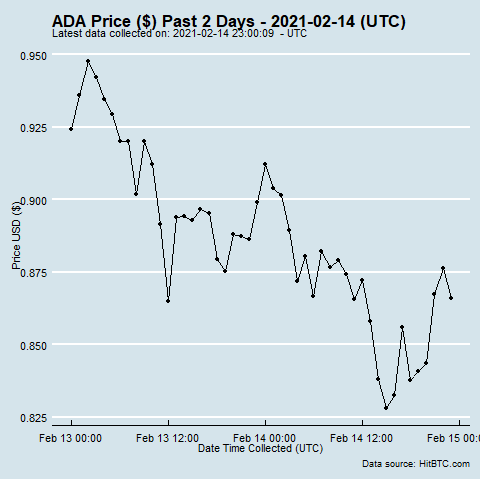 ADA Price ($) Past 2 Days - 2021-02-14 (UTC)
Latest data collected on: 2021-02-14 23:00:09 - UTC
0.950
0.925
0.900
0.875
0.850
0.825
Price USD ($)
Feb 13 00:00 Feb 13 12:00 Feb 14 00:00 Feb 14 12:00 Feb 15 00:0
Date Time Collected (UTC)
Data source: HitBTC.com